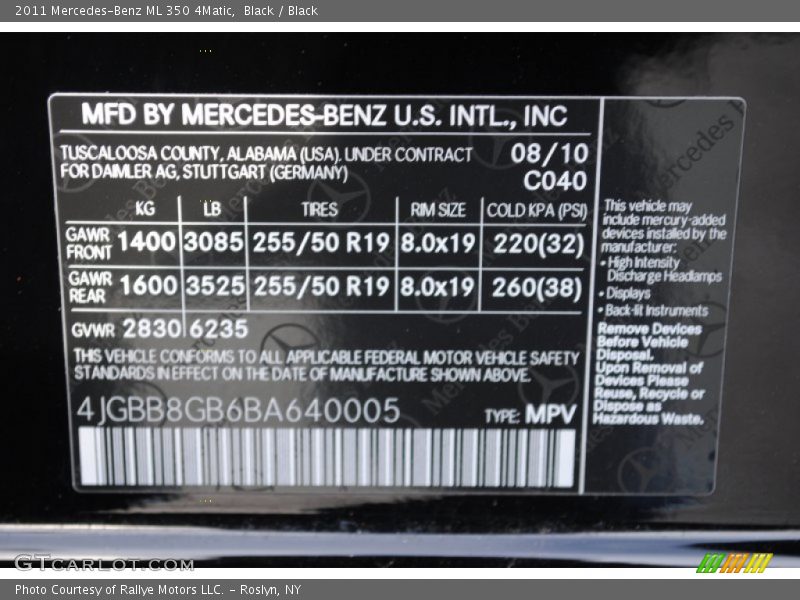 2011 Mercedes-Benz ML 350 4Matic, Black / Black
MFD BY MERCEDES-BENZ U.S. INTL., INC
TUSCALOOSA COUNTY, ALABAMA (USA), UNDER CONTRACT
FOR DAIMLER AG, STUTTGART (GERMANY)
08/10
C040
KG LB TIRES RIM SIZE COLD KPA (PSI)
GAWR FRONT 1400 3085 255/50 R19 8.0x19 220(32)
GAWR REAR 1600 3525 255/50 R19 8.0x19 260(38)
GVWR 2830 6235
THIS VEHICLE CONFORMS TO ALL APPLICABLE FEDERAL MOTOR VEHICLE SAFETY
STANDARDS IN EFFECT ON THE DATE OF MANUFACTURE SHOWN ABOVE.
4JGBB8GB6BA640005 TYPE: MPV
This vehicle may
include mercury-added
devices installed by the
manufacturer:
• High Intensity
Discharge Headlamps
• Displays
• Back-lit Instruments
Remove Devices
Before Vehicle
Disposal.
Upon Removal of
Devices Please
Reuse, Recycle or
Dispose as
Hazardous Waste.
GTCARLOT.COM
Photo Courtesy of Rallye Motors LLC. - Roslyn, NY